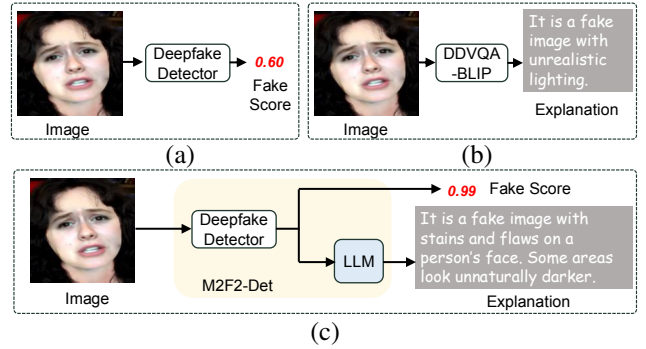 Deepfake
Detector
0.60
Fake
Score
Image
(a)
DDVQA
-BLIP
It is a fake
image with
unrealistic
lighting.
Explanation
Image
(b)
Image
Deepfake
Detector
M2F2-Det
LLM
0.99 Fake Score
It is a fake image with
stains and flaws on a
person's face. Some areas
look unnaturally darker.
Explanation
(c)